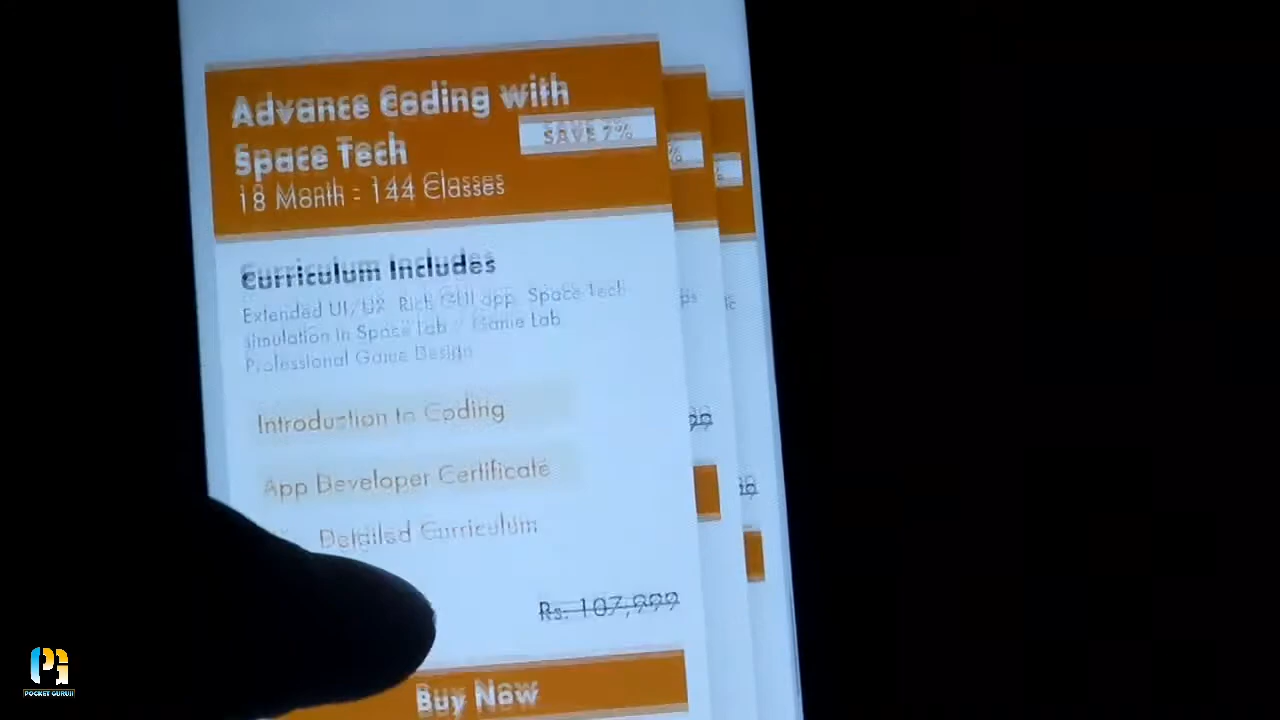 Advance Coding with
Space Tech
SAVE 7%
18 Month - 144 Classes
Curriculum Includes
Extended UI/UX Rich GUI app Space Tech
simulation in Space lab / Game Lab
Professional Game Design
Introduction to Coding
App Developer Certificate
Detailed Curriculum
Rs. 107,999
Buy Now
POCKET GURUJI